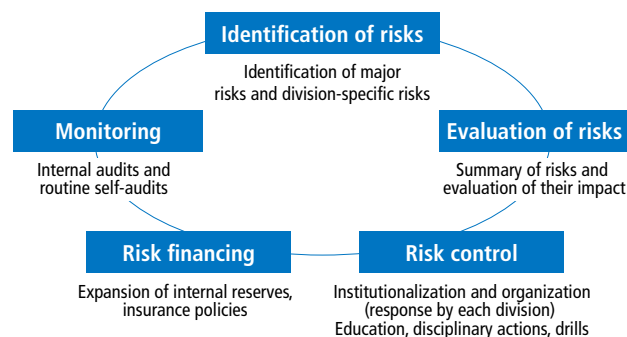 Identification of risks
Identification of major
risks and division-specific risks
Monitoring
Internal audits and
routine self-audits
Evaluation of risks
Summary of risks and
evaluation of their impact
Risk financing
Expansion of internal reserves,
insurance policies
Risk control
Institutionalization and organization
(response by each division)
Education, disciplinary actions, drills